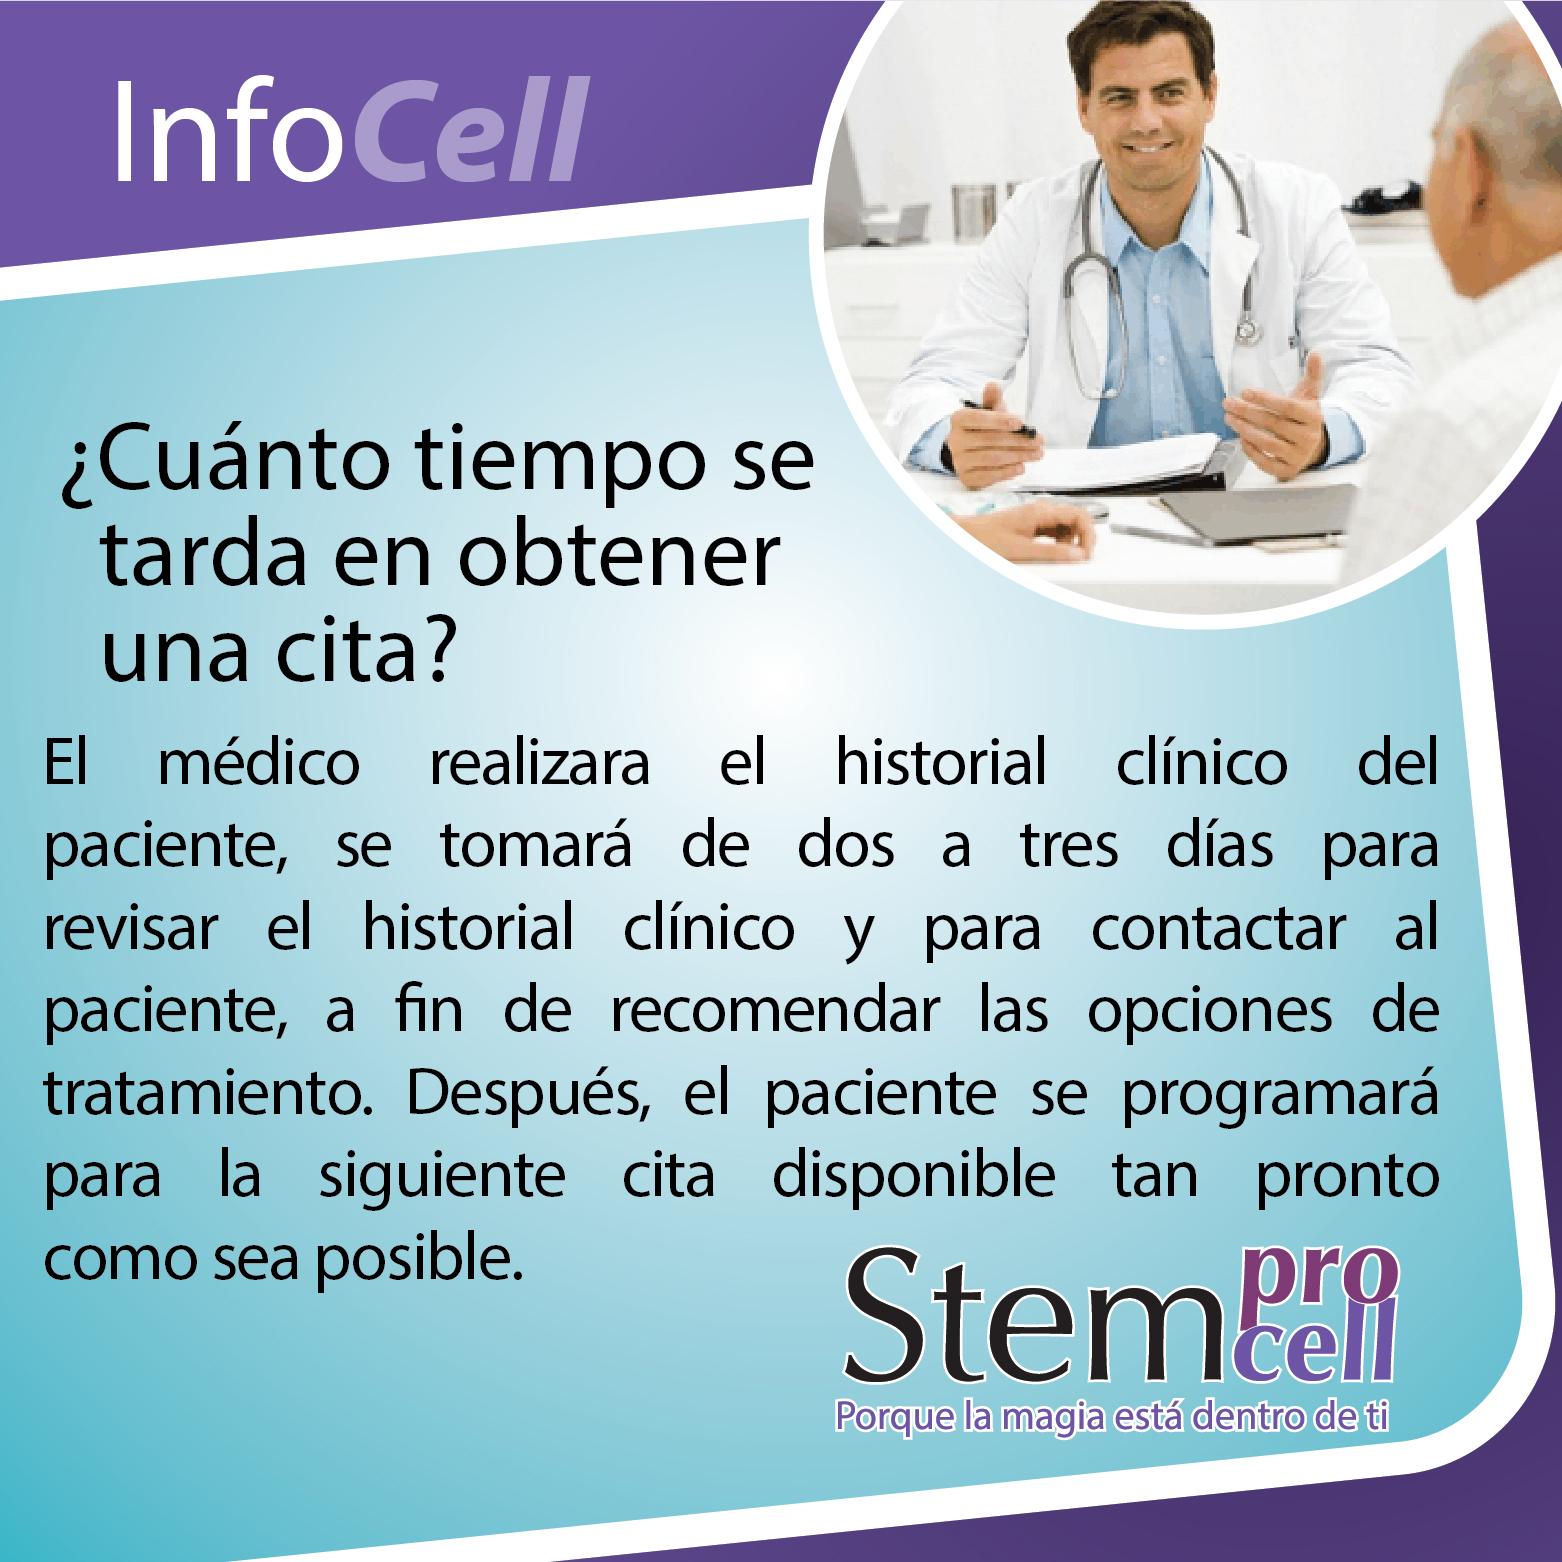 InfoCell
¿Cuánto tiempo se
tarda en obtener
una cita?
El médico realizara el historial clínico del
paciente, se tomará de dos a tres días para
revisar el historial clínico y para contactar al
paciente, a fin de recomendar las opciones de
tratamiento. Después, el paciente se programará
para la siguiente cita disponible tan pronto
como sea posible.
Stem pro
cell
Porque la magia está dentro de ti